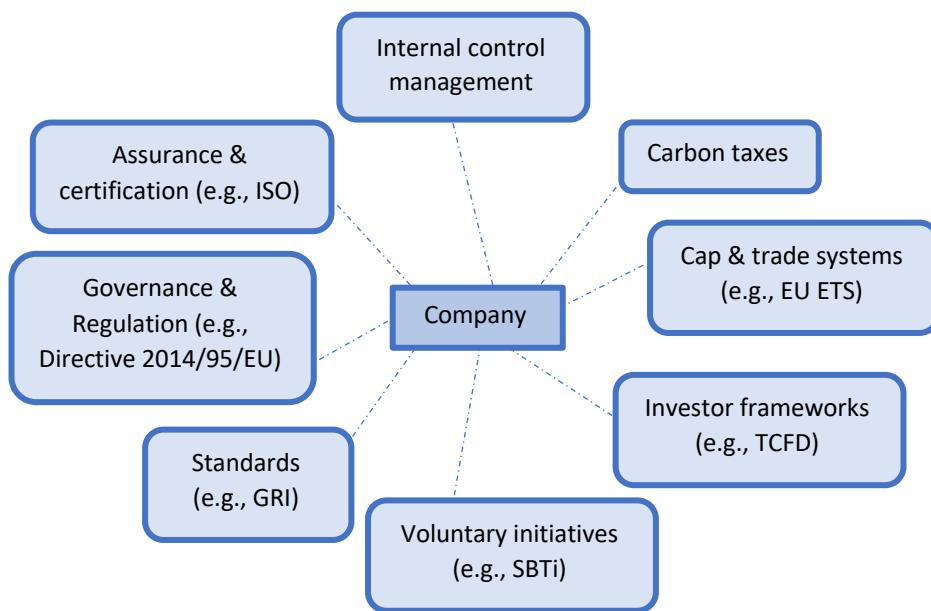 Internal control
management
Assurance &
certification (e.g., ISO)
Carbon taxes
Governance &
Regulation (e.g.,
Directive 2014/95/EU)
Cap & trade systems
(e.g., EU ETS)
Company
Investor frameworks
(e.g., TCFD)
Standards
(e.g., GRI)
Voluntary initiatives
(e.g., SBTi)